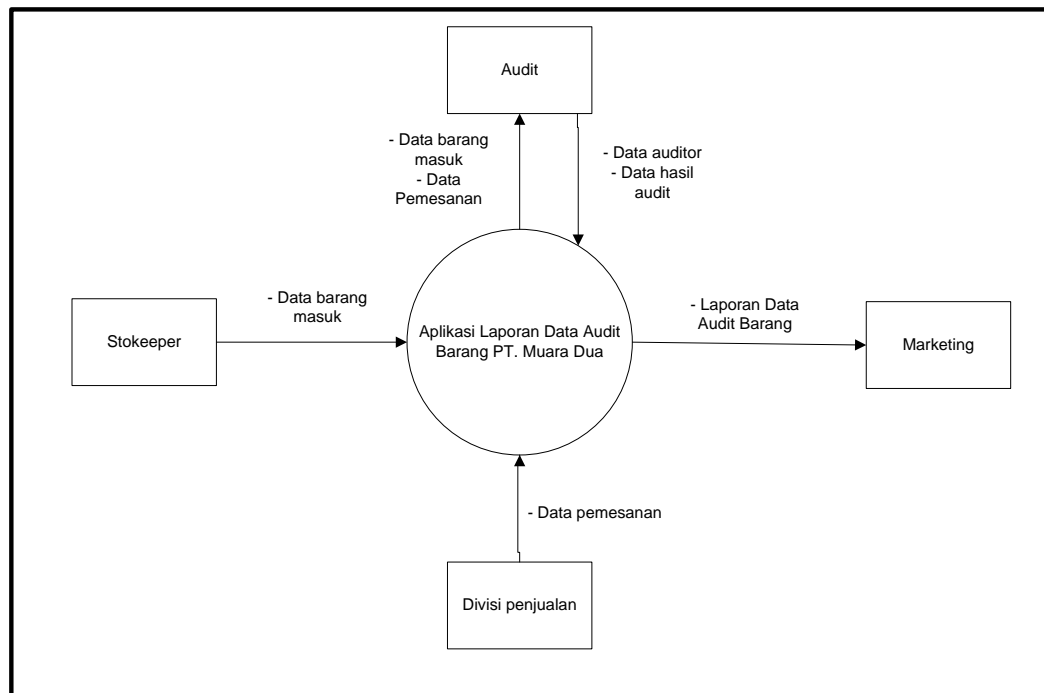 Audit
- Data barang
masuk
- Data
Pemesanan
- Data auditor
- Data hasil
audit
- Data barang
masuk
Stokeeper
Aplikasi Laporan Data Audit
Barang PT. Muara Dua
- Laporan Data
Audit Barang
Marketing
- Data pemesanan
Divisi penjualan